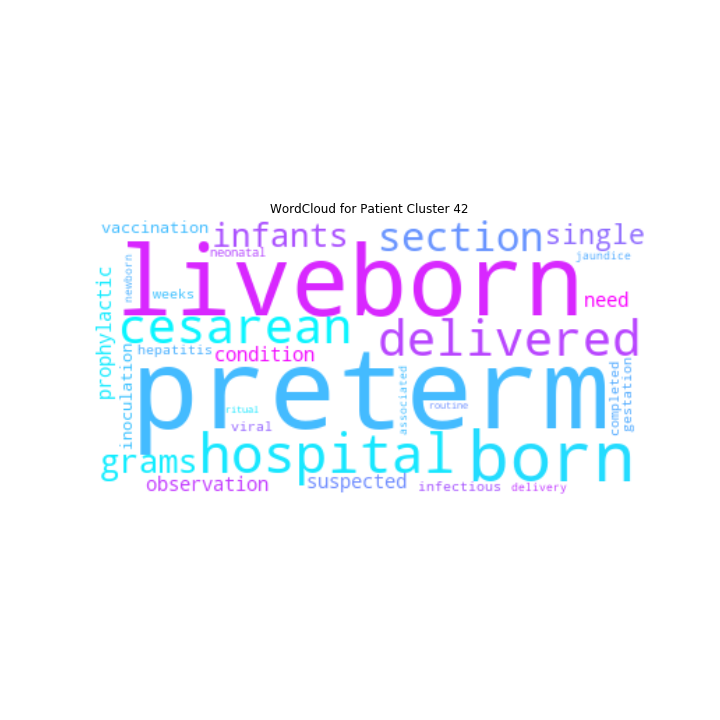 WordCloud for Patient Cluster 42
vaccination
infants
section
single
neonatal
jaundice
liveborn
newborn
weeks
need
prophylactic
cesarean
delivered
hepatitis
condition
inoculation
preterm
associated
completed
gestation
ritual
routine
viral
grams
hospital
born
observation
suspected
infectious
delivery